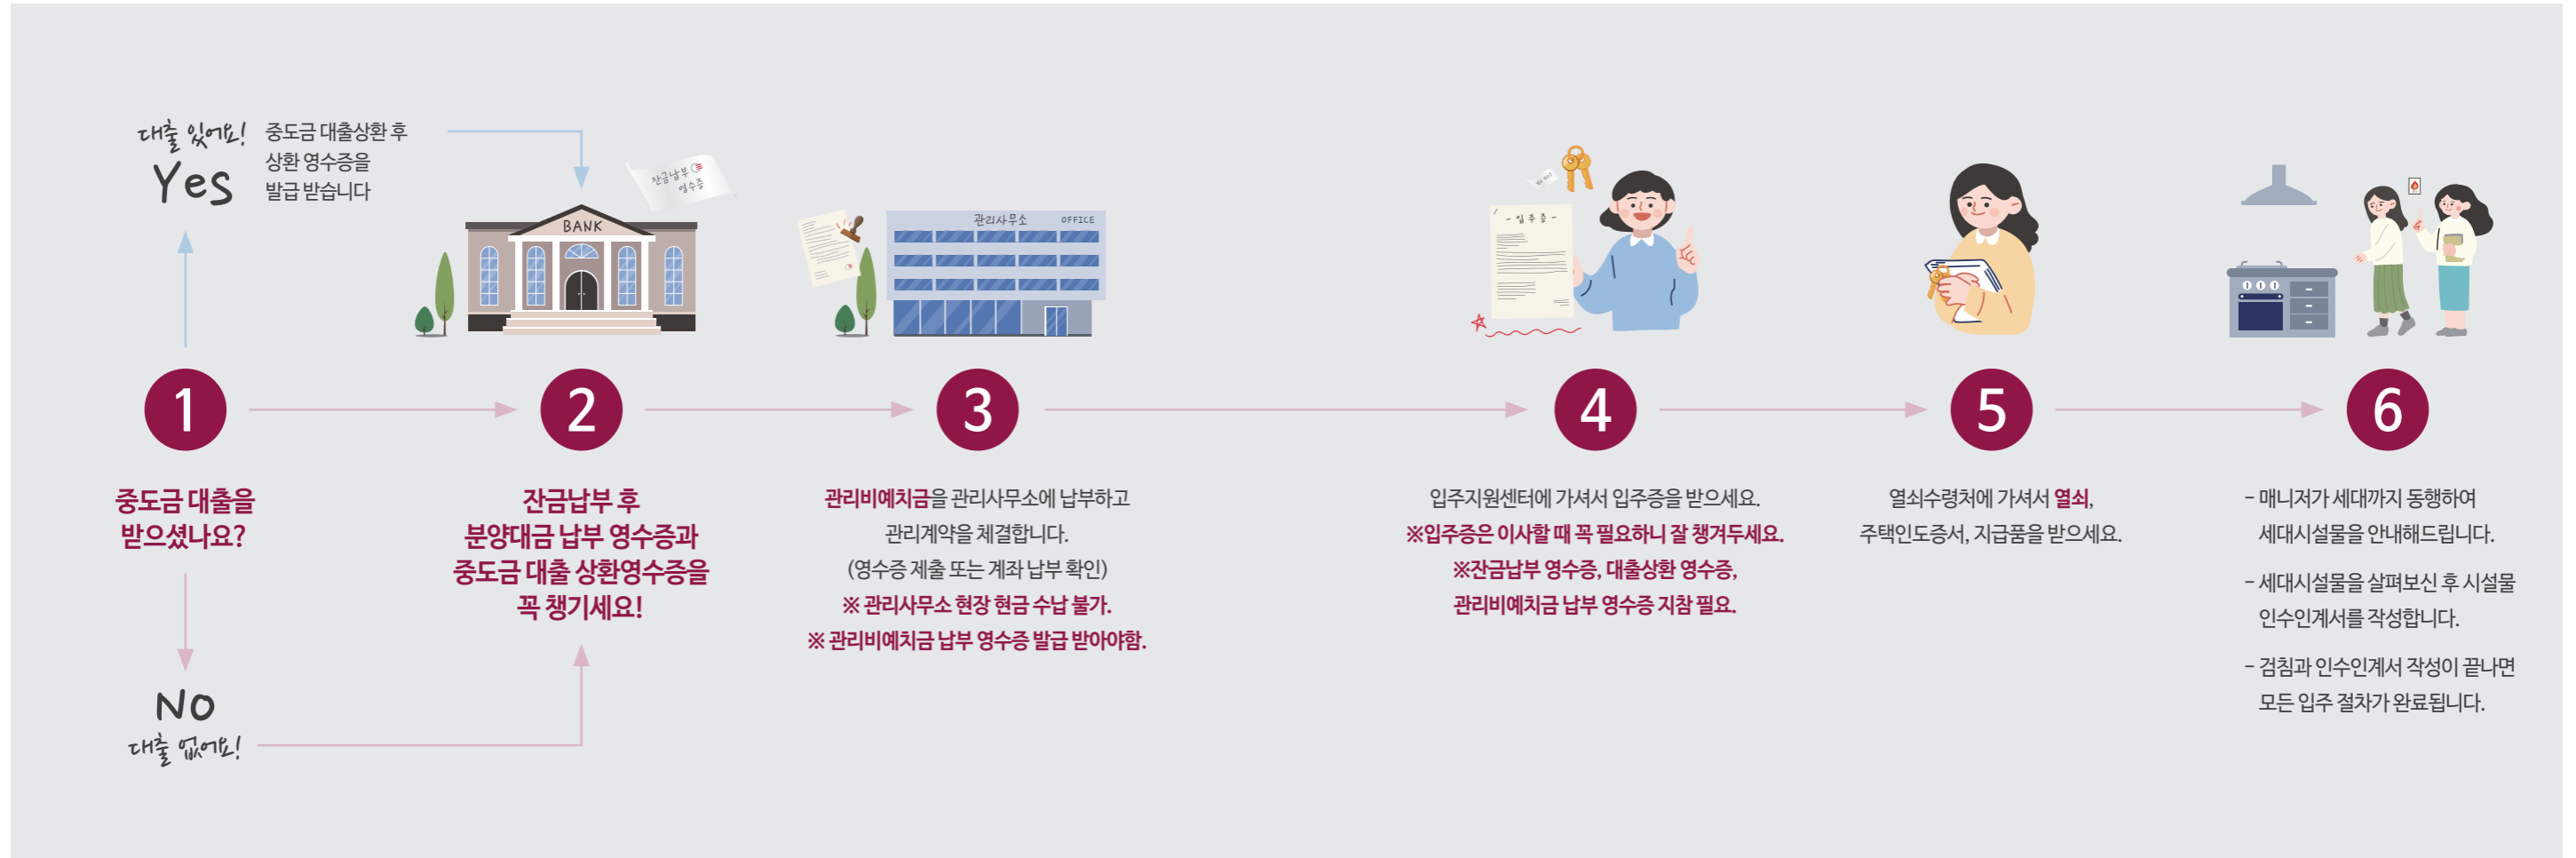 대출 있어요!
Yes
중도금 대출상환 후
상환 영수증을
발급 받습니다
1
중도금 대출을
받으셨나요?
NO
대출 없어요!
잔금납부
영수증
BANK
2
잔금납부 후
분양대금 납부 영수증과
중도금 대출 상환영수증을
꼭 챙기세요!
관리사무소 OFFICE
3
관리비예치금을 관리사무소에 납부하고
관리계약을 체결합니다.
(영수증 제출 또는 계좌 납부 확인)
※ 관리사무소 현장 현금 수납 불가.
※ 관리비예치금 납부 영수증 발급 받아야함.
- 입주증 -
4
입주지원센터에 가셔서 입주증을 받으세요.
※입주증은 이사할 때 꼭 필요하니 잘 챙겨두세요.
※잔금납부 영수증, 대출상환 영수증,
관리비예치금 납부 영수증 지참 필요.
5
열쇠수령처에 가셔서 열쇠,
주택인도증서, 지급품을 받으세요.
6
- 매니저가 세대까지 동행하여
세대시설물을 안내해드립니다.
- 세대시설물을 살펴보신 후 시설물
인수인계서를 작성합니다.
- 검침과 인수인계서 작성이 끝나면
모든 입주 절차가 완료됩니다.